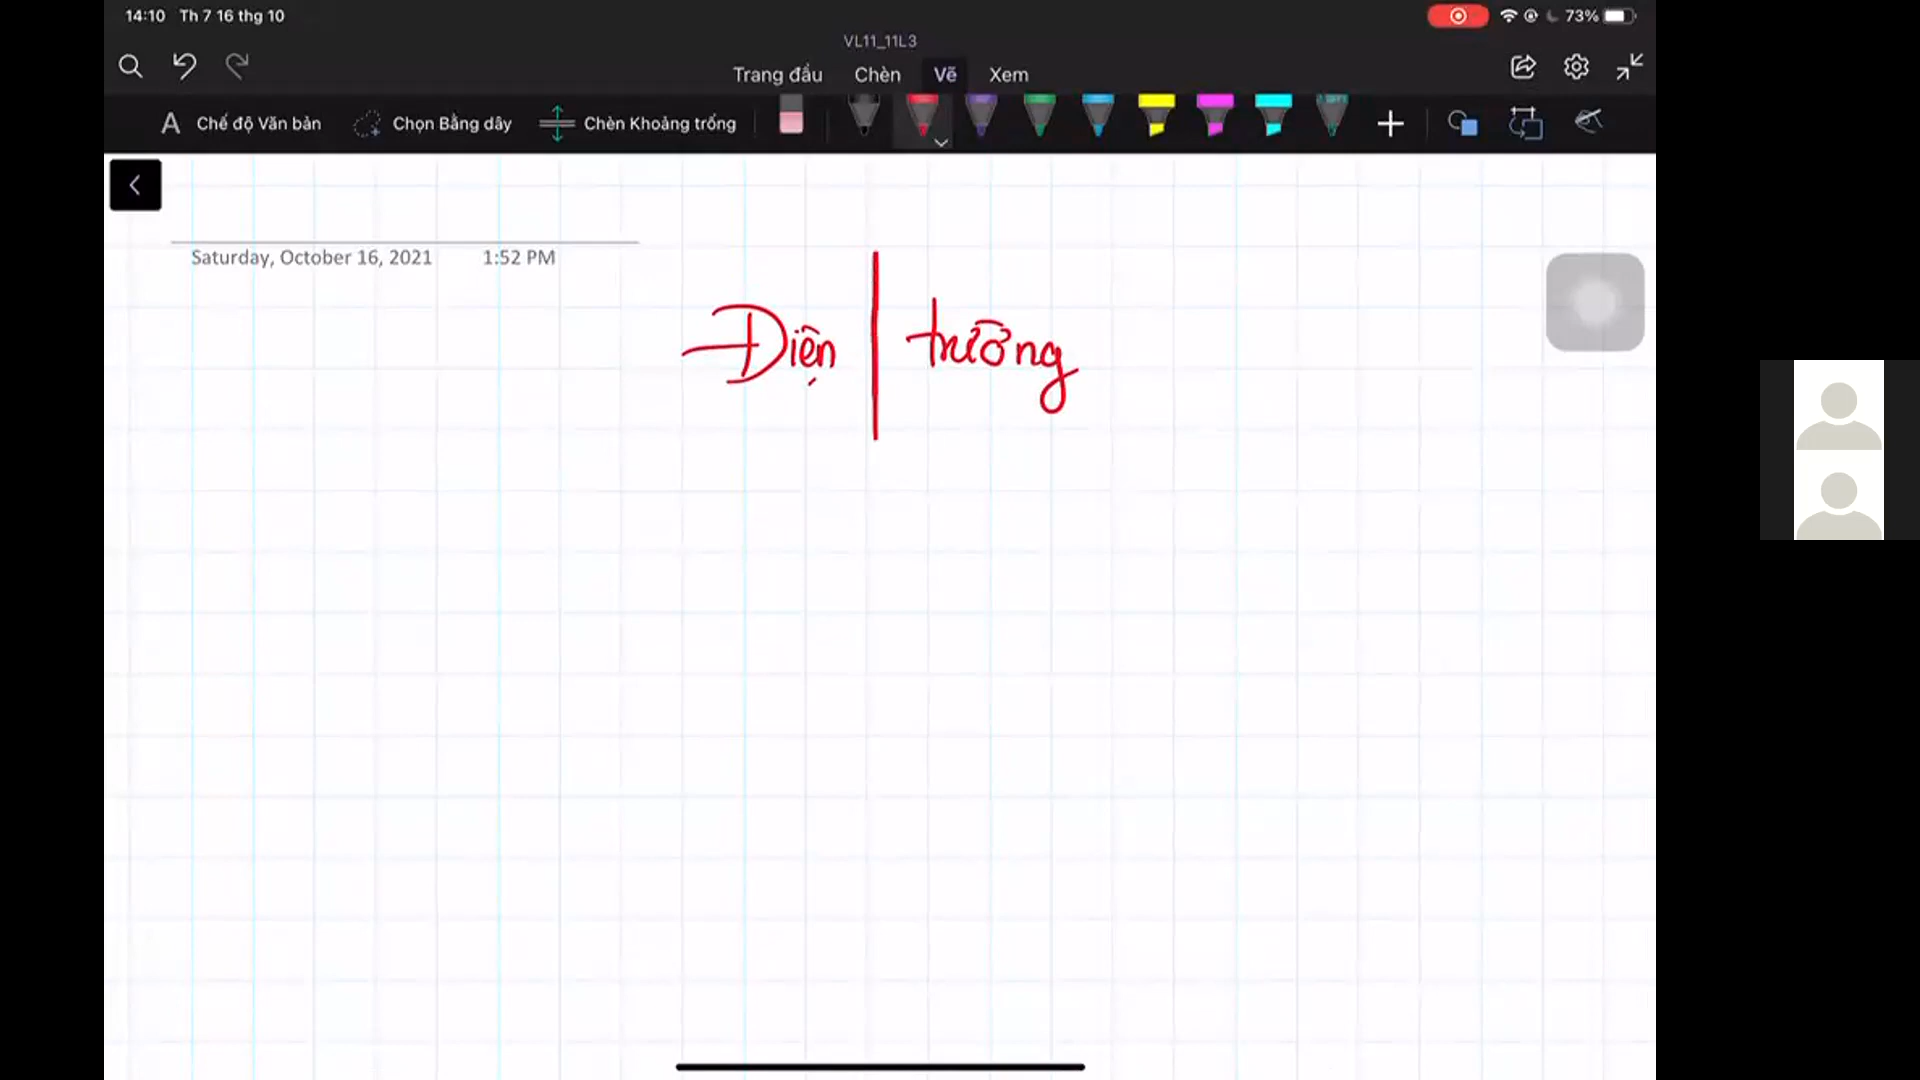 14:10 Th 7 16 thg 10 73%
VL11_11L3
Trang đầu Chèn Vẽ Xem
A Chế độ Văn bản Chọn Bằng dây Chèn Khoảng trống
Saturday, October 16, 2021 1:52 PM
Điện | trường